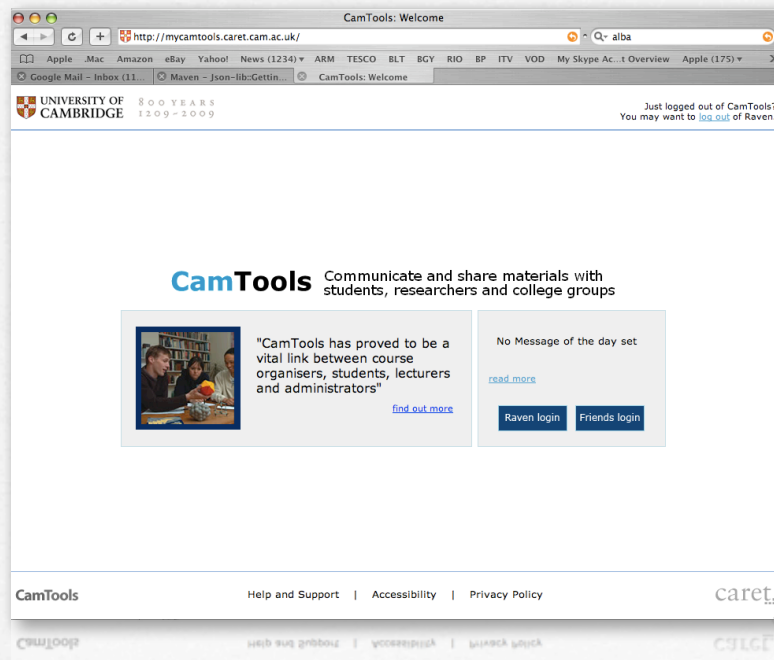 CamTools: Welcome
http://mycamtools.caret.cam.ac.uk/
alba
Apple .Mac Amazon eBay Yahoo! News (1234) ARM TESCO BLT BGY RIO BP ITV VOD My Skype Ac...t Overview Apple (175)
Google Mail – Inbox (11... Maven – Json-lib::Gettin... CamTools: Welcome
UNIVERSITY OF
CAMBRIDGE
800 YEARS
1209~2009
Just logged out of CamTools?
You may want to log out of Raven.
CamTools
Communicate and share materials with
students, researchers and college groups
"CamTools has proved to be a
vital link between course
organisers, students, lecturers
and administrators"
find out more
No Message of the day set
read more
Raven login
Friends login
CamTools
Help and Support | Accessibility | Privacy Policy
caret